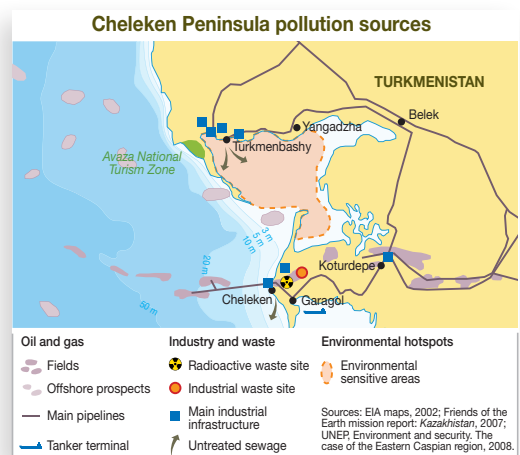 Cheleken Peninsula pollution sources
TURKMENISTAN
Belek
Yangadzha
Turkmenbashy
Avaza National
Turism Zone
3 m
5 m
10 m
20 m
50 m
Koturdepe
Cheleken
Garagol
Oil and gas
Fields
Offshore prospects
Main pipelines
Tanker terminal
Industry and waste
Radioactive waste site
Industrial waste site
Main industrial
infrastructure
Untreated sewage
Environmental hotspots
Environmental
sensitive areas
Sources: EIA maps, 2002; Friends of the
Earth mission report: Kazakhstan, 2007;
UNEP, Environment and security. The
case of the Eastern Caspian region, 2008.